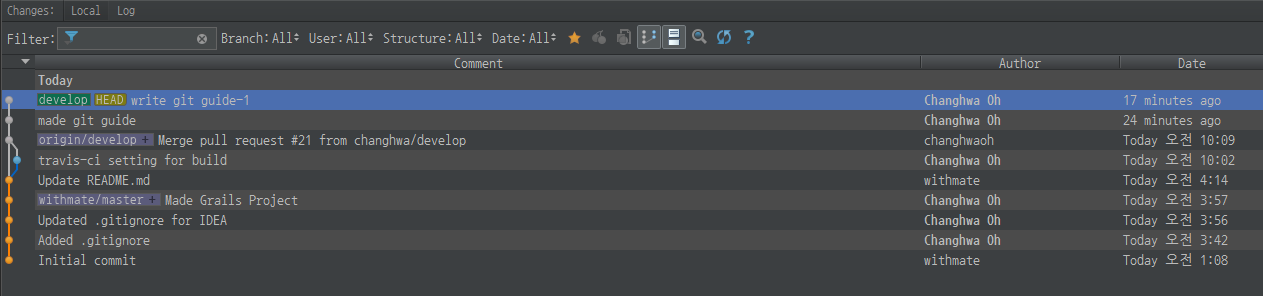 Changes: Local Log
Filter: Branch:All User:All Structure:All Date:All ?
Comment Author Date
Today
develop HEAD write git guide-1 Changhwa Oh 17 minutes ago
made git guide Changhwa Oh 24 minutes ago
origin/develop + Merge pull request #21 from changhwa/develop changhwaoh Today 오전 10:09
travis-ci setting for build Changhwa Oh Today 오전 10:02
Update README.md withmate Today 오전 4:14
withmate/master + Made Grails Project Changhwa Oh Today 오전 3:57
Updated .gitignore for IDEA Changhwa Oh Today 오전 3:56
Added .gitignore Changhwa Oh Today 오전 3:42
Initial commit withmate Today 오전 1:08